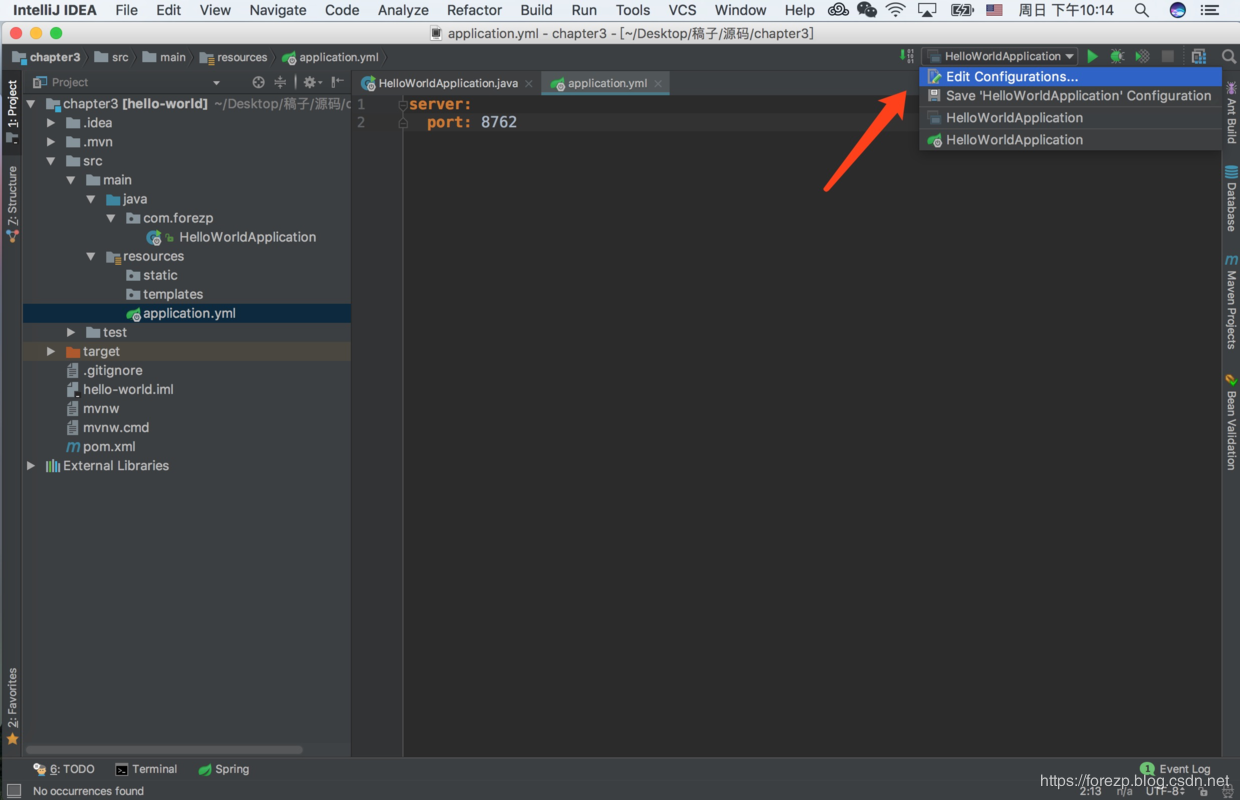 IntelliJ IDEA File Edit View Navigate Code Analyze Refactor Build Run Tools VCS Window Help 周日 下午10:14
application.yml - chapter3 - [~/Desktop/稿子/源码/chapter3]
chapter3 src main resources application.yml HelloWorldApplication
Project HelloWorldApplication.java application.yml
Edit Configurations...
Save 'HelloWorldApplication' Configuration
HelloWorldApplication
HelloWorldApplication
1: Project
7: Structure
2: Favorites
chapter3 [hello-world] ~/Desktop/稿子/源码/c
.idea
.mvn
src
main
java
com.forezp
HelloWorldApplication
resources
static
templates
application.yml
test
target
.gitignore
hello-world.iml
mvnw
mvnw.cmd
pom.xml
External Libraries
1 server:
2 port: 8762
Ant Build
Database
m Maven Projects
Bean Validation
6: TODO Terminal Spring 1 Event Log
https://forezp.blog.csdn.net
No occurrences found 2:13 n/a UTF-8